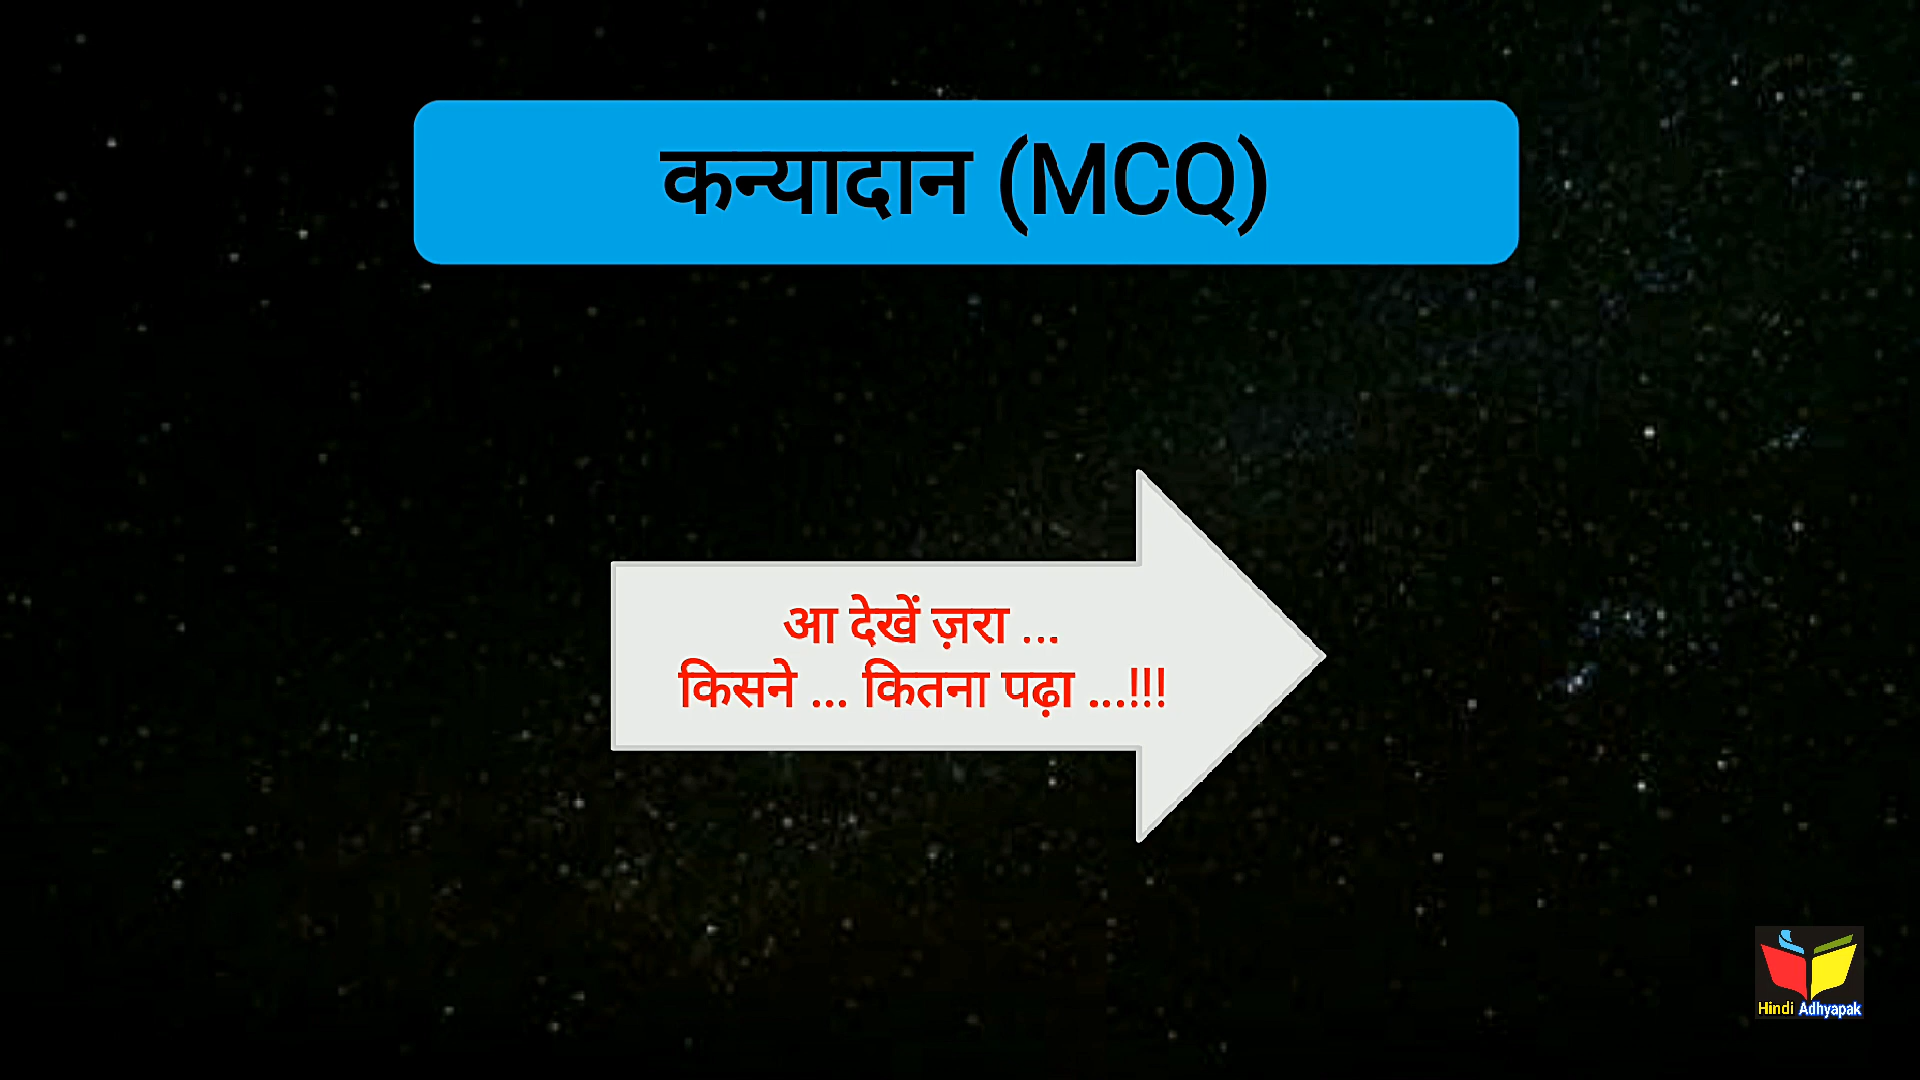 कन्यादान (MCQ)
आ देखें ज़रा ...
किसने ... कितना पढ़ा ...!!!
Hindi Adhyapak